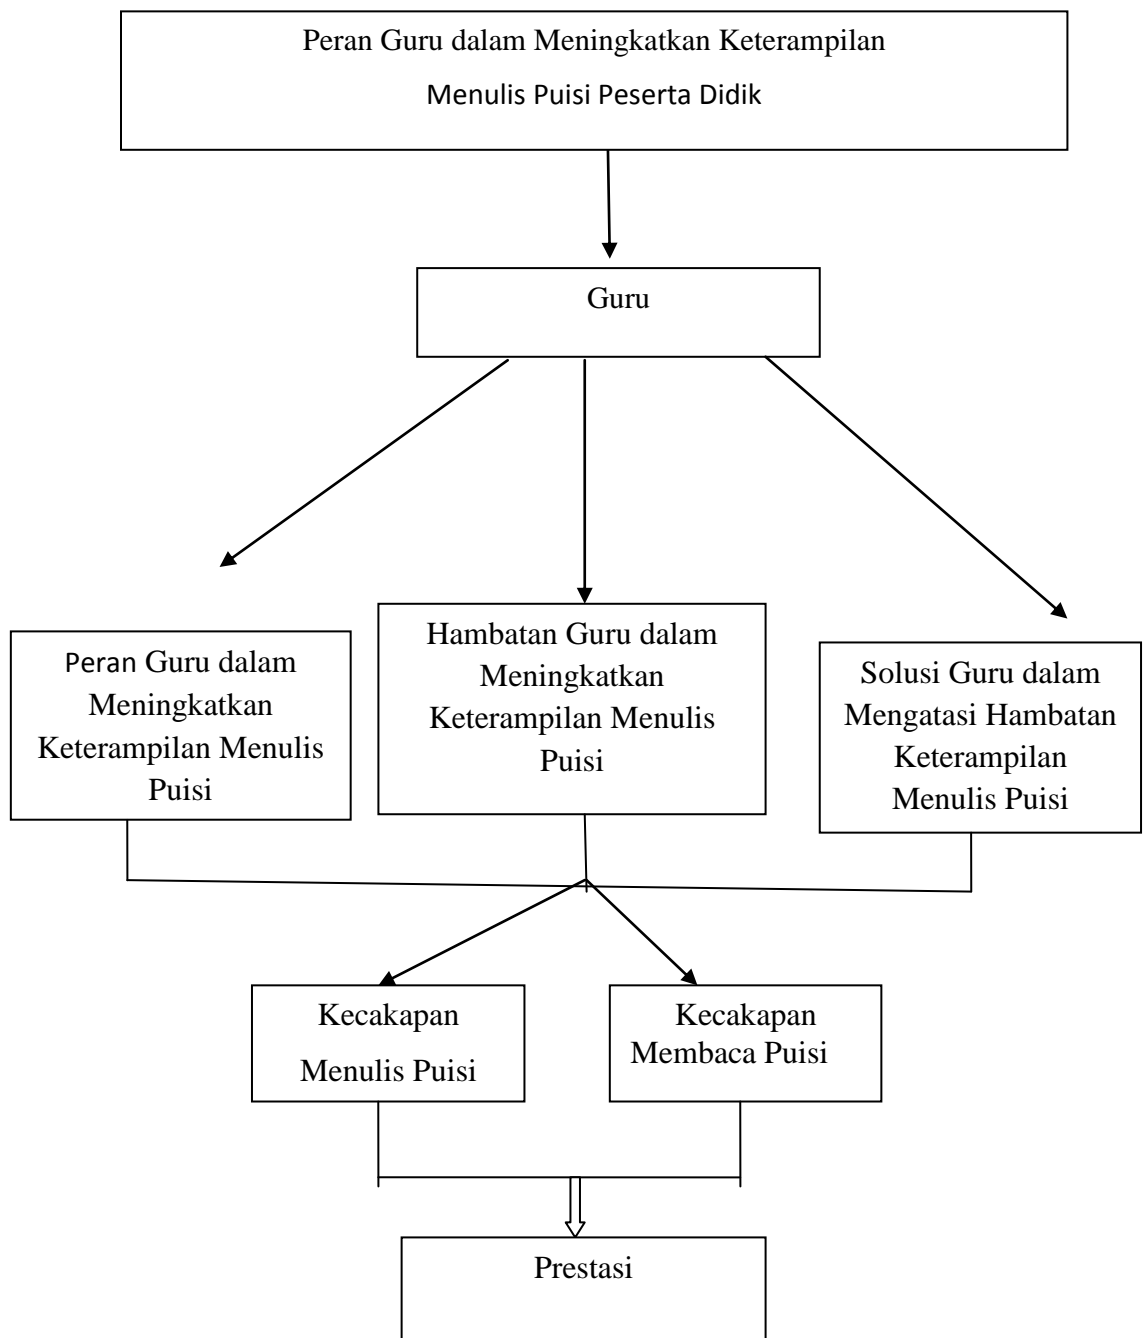 Peran Guru dalam Meningkatkan Keterampilan
Menulis Puisi Peserta Didik
Guru
Peran Guru dalam
Meningkatkan
Keterampilan Menulis
Puisi
Hambatan Guru dalam
Meningkatkan
Keterampilan Menulis
Puisi
Solusi Guru dalam
Mengatasi Hambatan
Keterampilan
Menulis Puisi
Kecakapan
Menulis Puisi
Kecakapan
Membaca Puisi
Prestasi